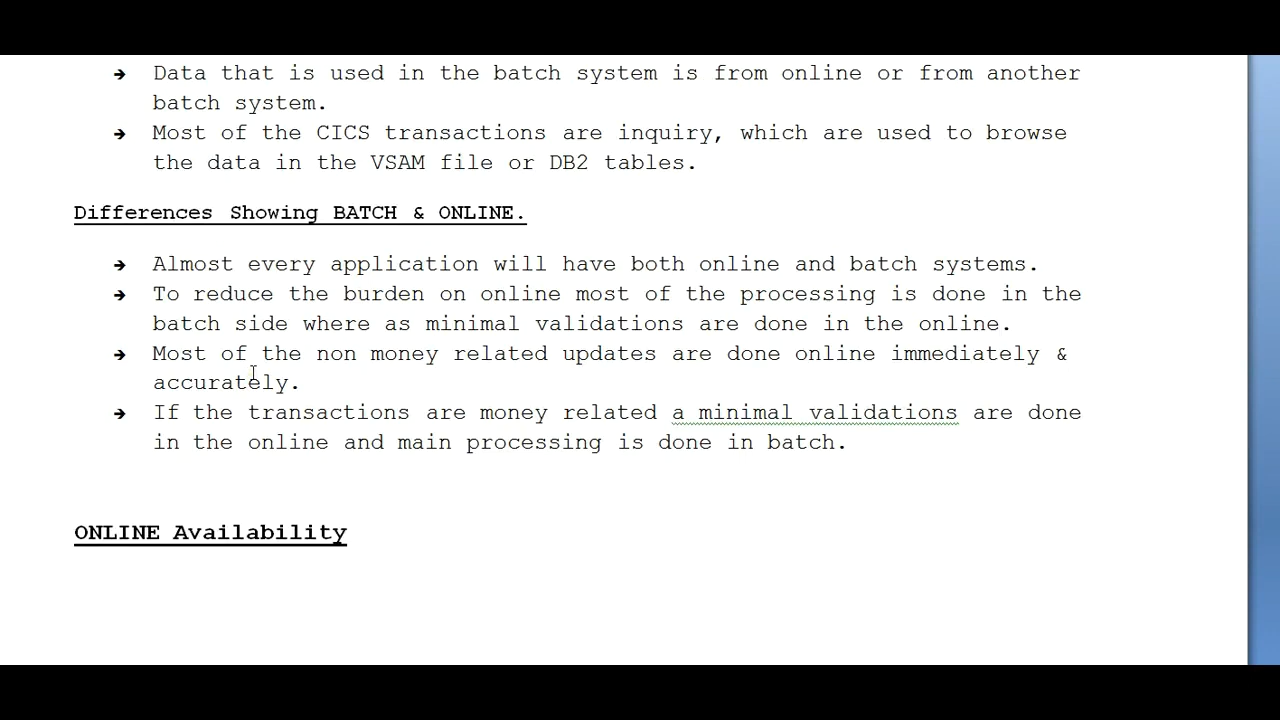 → Data that is used in the batch system is from online or from another
batch system.
→ Most of the CICS transactions are inquiry, which are used to browse
the data in the VSAM file or DB2 tables.
Differences Showing BATCH & ONLINE.
→ Almost every application will have both online and batch systems.
→ To reduce the burden on online most of the processing is done in the
batch side where as minimal validations are done in the online.
→ Most of the non money related updates are done online immediately &
accurately.
→ If the transactions are money related a minimal validations are done
in the online and main processing is done in batch.
ONLINE Availability